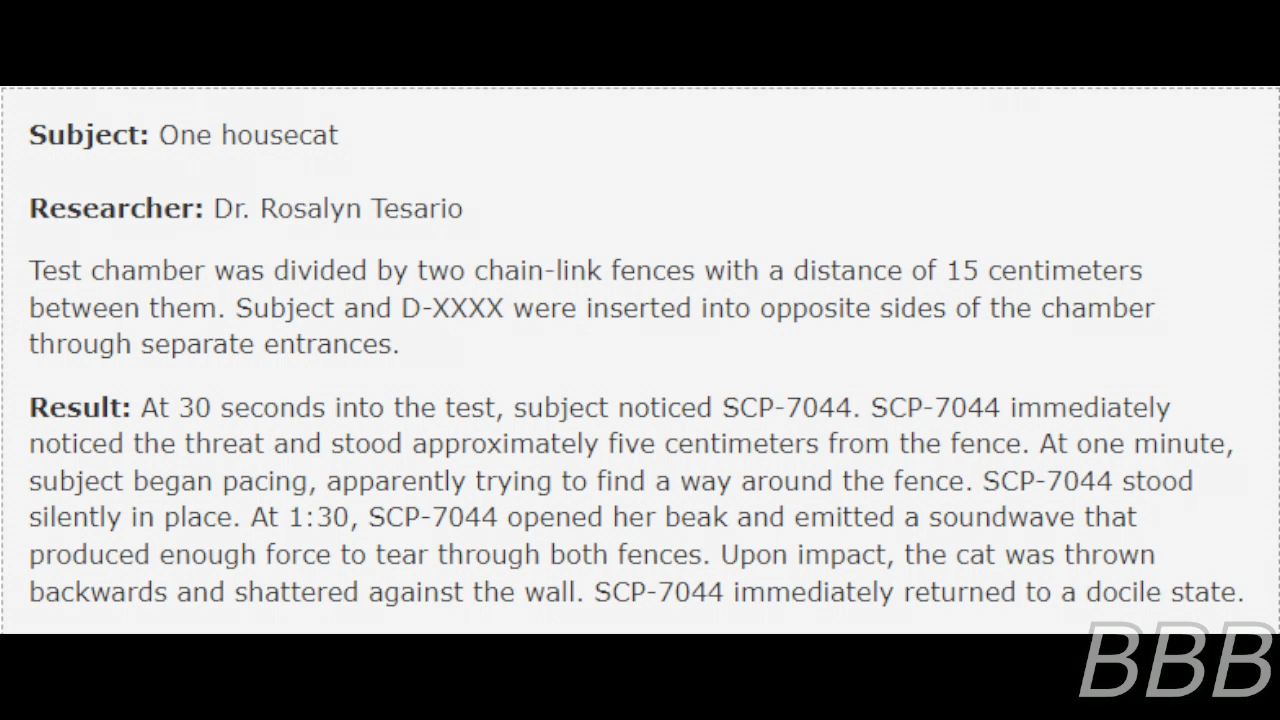 Subject: One housecat
Researcher: Dr. Rosalyn Tesario
Test chamber was divided by two chain-link fences with a distance of 15 centimeters
between them. Subject and D-XXXX were inserted into opposite sides of the chamber
through separate entrances.
Result: At 30 seconds into the test, subject noticed SCP-7044. SCP-7044 immediately
noticed the threat and stood approximately five centimeters from the fence. At one minute,
subject began pacing, apparently trying to find a way around the fence. SCP-7044 stood
silently in place. At 1:30, SCP-7044 opened her beak and emitted a soundwave that
produced enough force to tear through both fences. Upon impact, the cat was thrown
backwards and shattered against the wall. SCP-7044 immediately returned to a docile state.
BBB